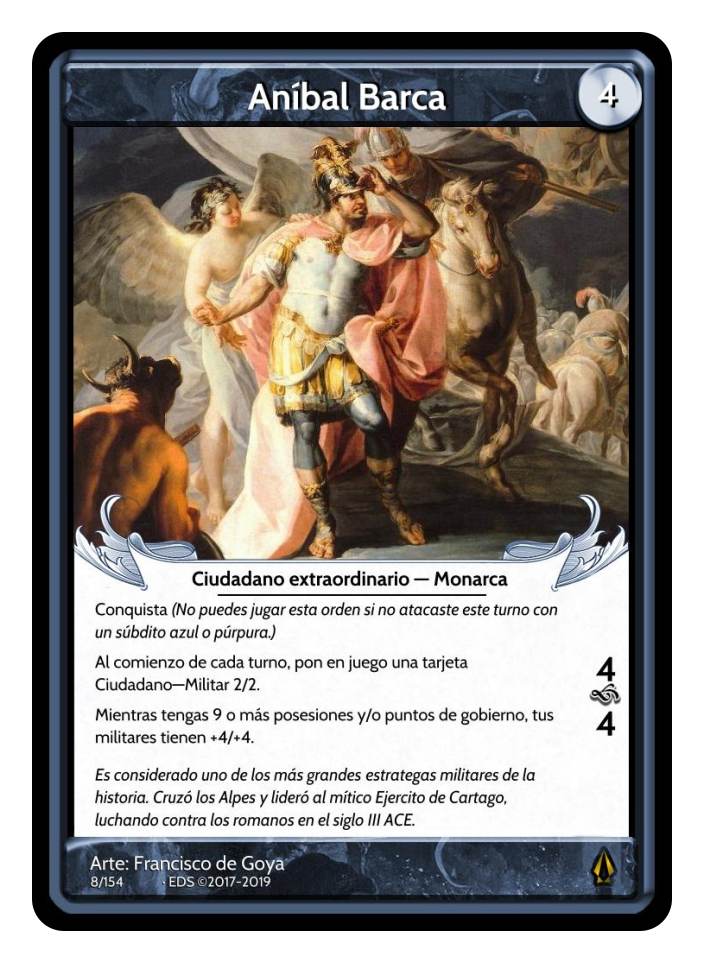 Aníbal Barca
4
Ciudadano extraordinario — Monarca
Conquista (No puedes jugar esta orden si no atacaste este turno con
un súbdito azul o púrpura.)
Al comienzo de cada turno, pon en juego una tarjeta
Ciudadano—Militar 2/2.
4
4
Mientras tengas 9 o más posesiones y/o puntos de gobierno, tus
militares tienen +4/+4.
Es considerado uno de los más grandes estrategas militares de la
historia. Cruzó los Alpes y lideró al mítico Ejercito de Cartago,
luchando contra los romanos en el siglo III ACE.
Arte: Francisco de Goya
8/154 · EDS ©2017-2019